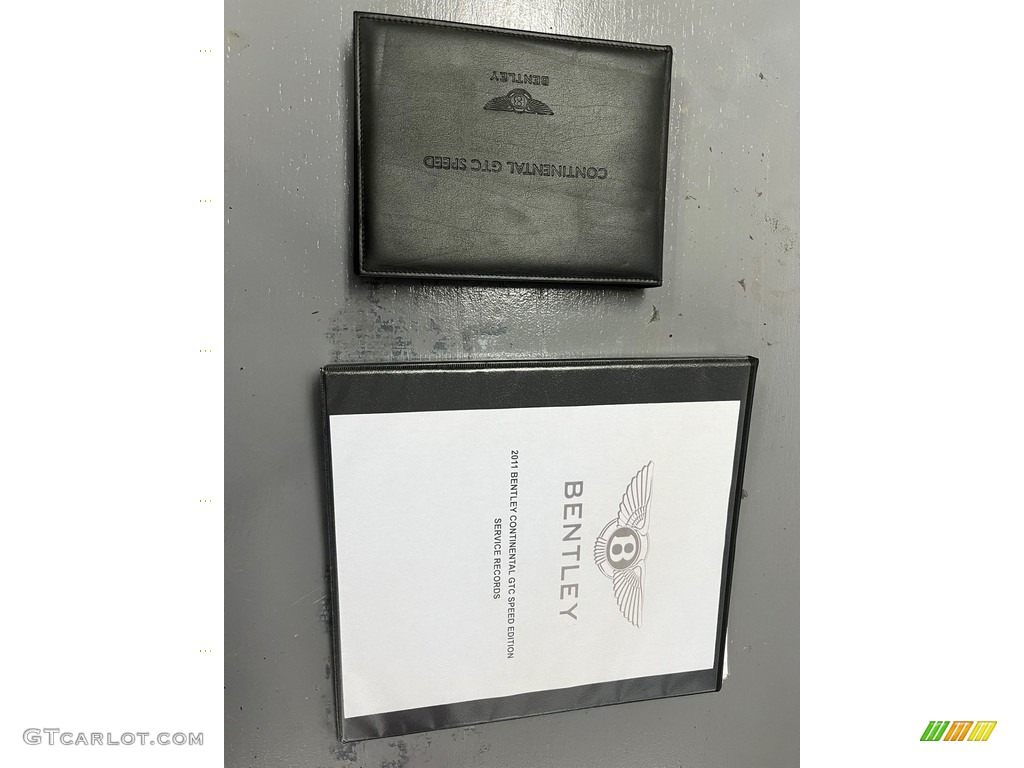 BENTLEY
B
CONTINENTAL GTC SPEED
B
BENTLEY
2011 BENTLEY CONTINENTAL GTC SPEED EDITION
SERVICE RECORDS
GTCARLOT.COM